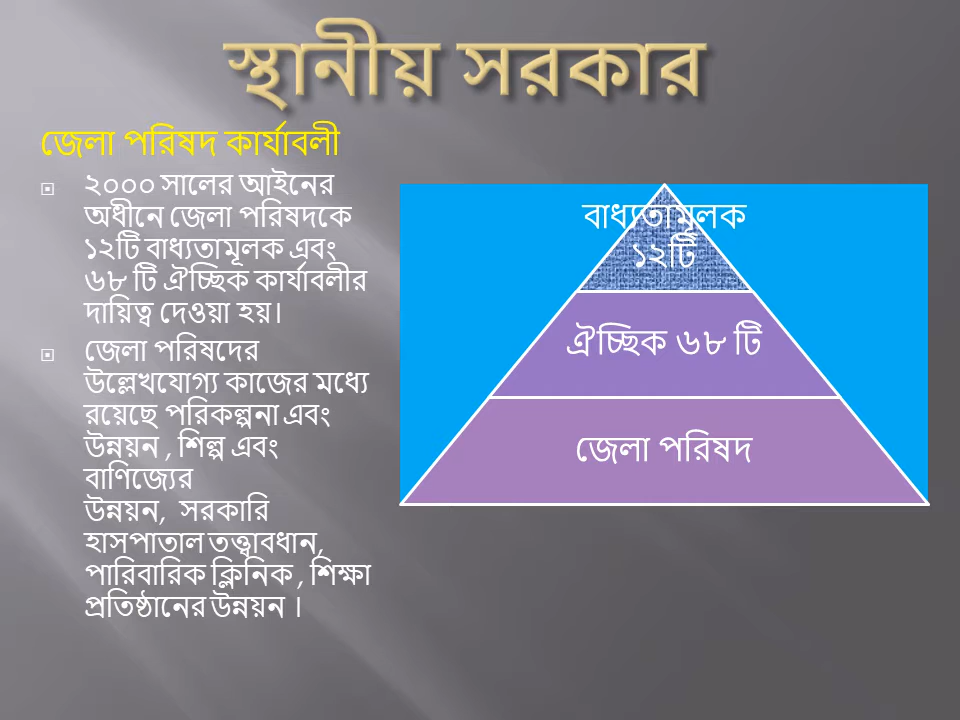 স্থানীয় সরকার
জেলা পরিষদ কার্যাবলী
২০০০ সালের আইনের
অধীনে জেলা পরিষদকে
১২টি বাধ্যতামূলক এবং
৬৮ টি ঐচ্ছিক কার্যাবলীর
দায়িত্ব দেওয়া হয়।
জেলা পরিষদের
উল্লেখযোগ্য কাজের মধ্যে
রয়েছে পরিকল্পনা এবং
উন্নয়ন , শিল্প এবং
বাণিজ্যের
উন্নয়ন, সরকারি
হাসপাতাল তত্ত্বাবধান,
পারিবারিক ক্লিনিক , শিক্ষা
প্রতিষ্ঠানের উন্নয়ন ।
বাধ্যতামূলক
১২টি
ঐচ্ছিক ৬৮ টি
জেলা পরিষদ